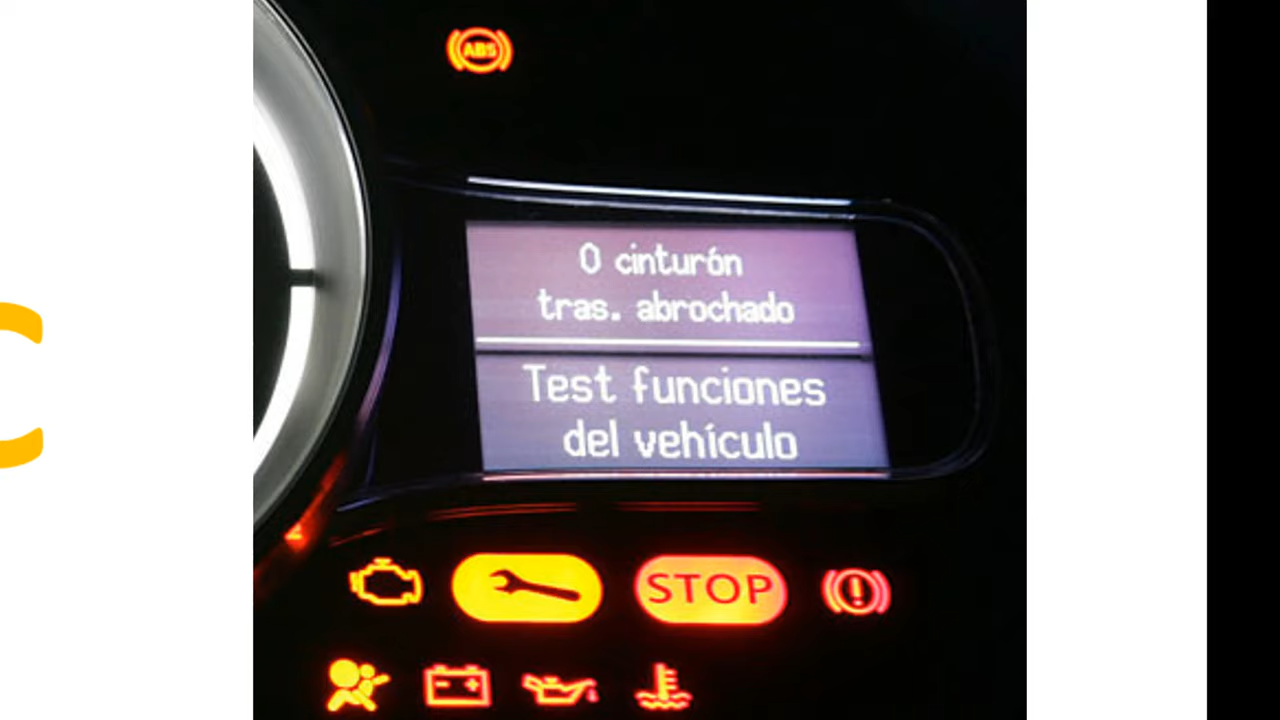 ABS
0 cinturón
tras. abrochado
Test funciones
del vehículo
STOP